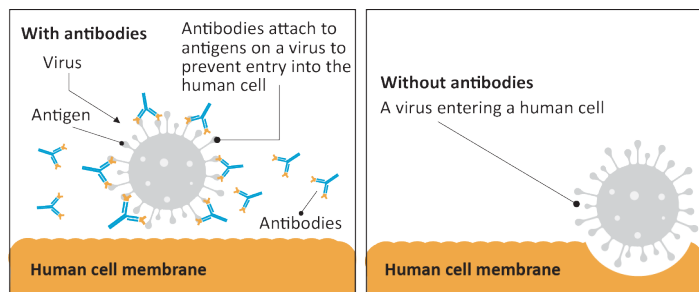 With antibodies
Virus
Antigen
Antibodies attach to
antigens on a virus to
prevent entry into the
human cell
Antibodies
Human cell membrane
Without antibodies
A virus entering a human cell
Human cell membrane